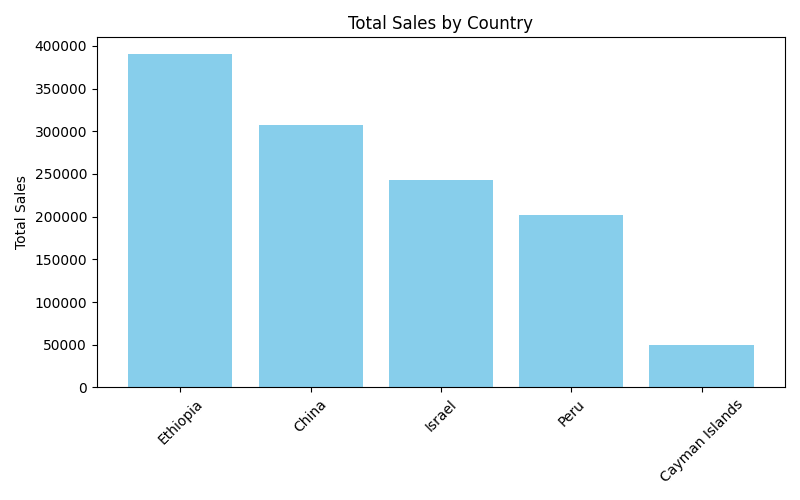 Total Sales by Country
Total Sales
400000
350000
300000
250000
200000
150000
100000
50000
0
Ethiopia
China
Israel
Peru
Cayman Islands